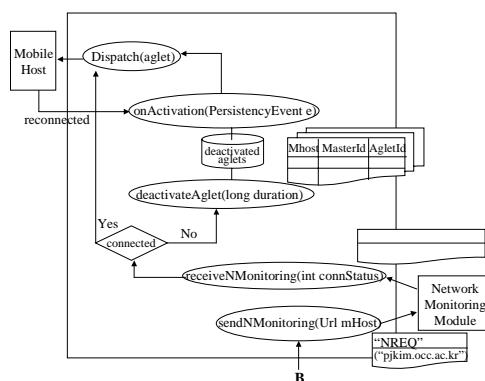 Mobile
Host
Dispatch(aglet)
reconnected
onActivation(PersistencyEvent e)
deactivated
aglets
Mhost MasterId AgletId
deactivateAglet(long duration)
Yes
No
connected
receiveNMonitoring(int connStatus)
Network
Monitoring
Module
sendNMonitoring(Url mHost)
"NREQ"
("pjkim.occ.ac.kr")
B